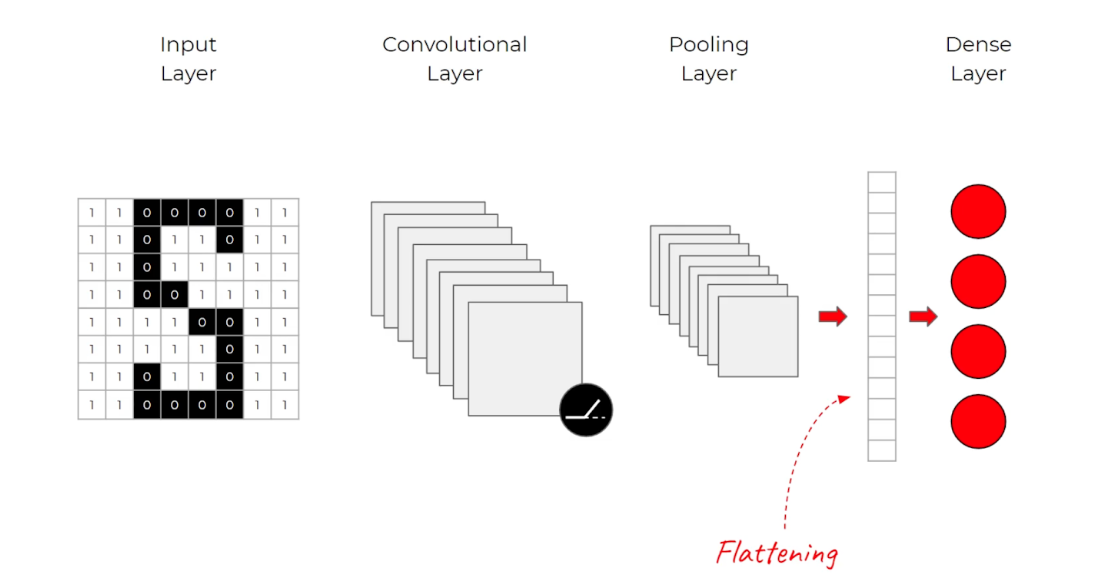 Input
Layer
Convolutional
Layer
Pooling
Layer
Dense
Layer
1 1 0 0 0 0 1 1
1 1 0 1 1 0 1 1
1 1 0 1 1 1 1 1
1 1 0 0 1 1 1 1
1 1 1 1 0 0 1 1
1 1 1 1 1 0 1 1
1 1 0 1 1 0 1 1
1 1 0 0 0 0 1 1
Flattening